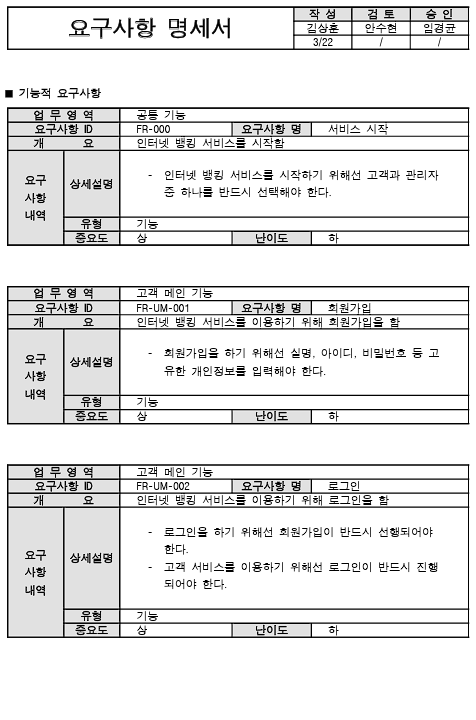 요구사항 명세서
작 성 검 토 승 인
김상훈 안수현 임경균
3/22 / /
■ 기능적 요구사항
업 무 영 역 공통 기능
요구사항 ID FR-000 요구사항 명 서비스 시작
개 요 인터넷 뱅킹 서비스를 시작함
요구
사항
내역
상세설명
- 인터넷 뱅킹 서비스를 시작하기 위해선 고객과 관리자
중 하나를 반드시 선택해야 한다.
유형 기능
중요도 상 난이도 하
업 무 영 역 고객 메인 기능
요구사항 ID FR-UM-001 요구사항 명 회원가입
개 요 인터넷 뱅킹 서비스를 이용하기 위해 회원가입을 함
요구
사항
내역
상세설명
- 회원가입을 하기 위해선 실명, 아이디, 비밀번호 등 고
유한 개인정보를 입력해야 한다.
유형 기능
중요도 상 난이도 하
업 무 영 역 고객 메인 기능
요구사항 ID FR-UM-002 요구사항 명 로그인
개 요 인터넷 뱅킹 서비스를 이용하기 위해 로그인을 함
요구
사항
내역
상세설명
- 로그인을 하기 위해선 회원가입이 반드시 선행되어야
한다.
- 고객 서비스를 이용하기 위해선 로그인이 반드시 진행
되어야 한다.
유형 기능
중요도 상 난이도 하